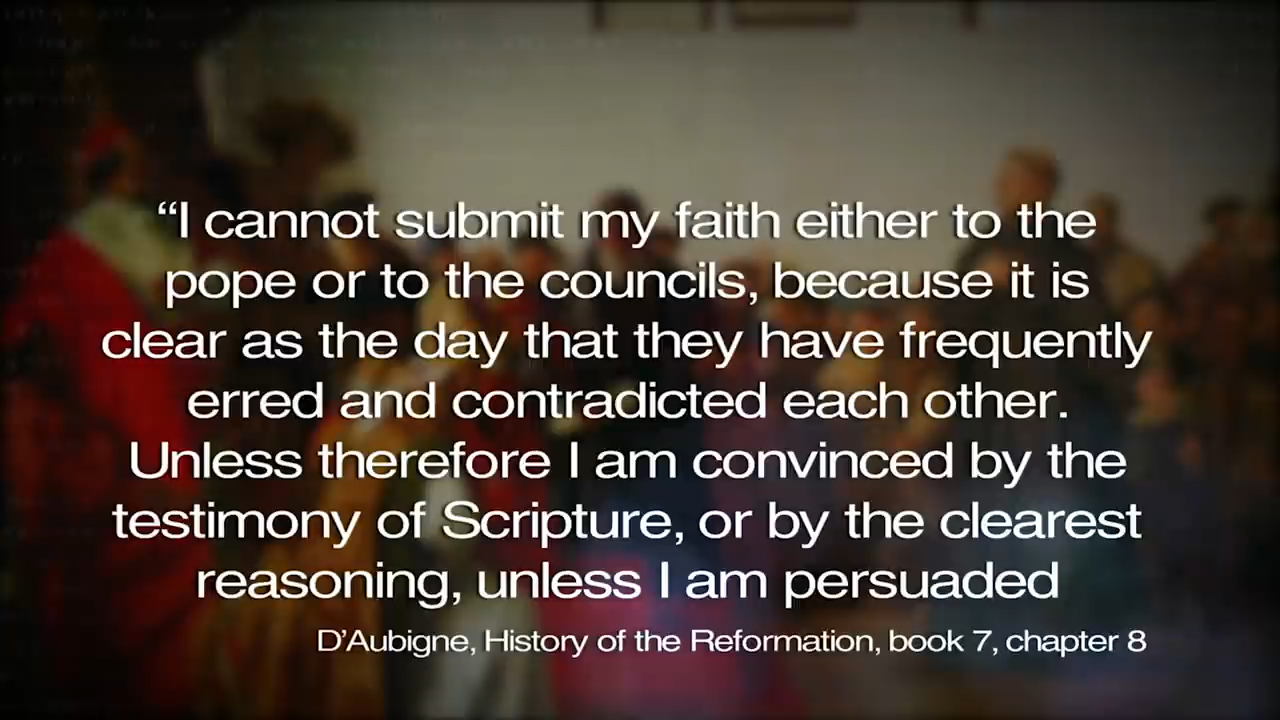 “I cannot submit my faith either to the
pope or to the councils, because it is
clear as the day that they have frequently
erred and contradicted each other.
Unless therefore I am convinced by the
testimony of Scripture, or by the clearest
reasoning, unless I am persuaded
D’Aubigne, History of the Reformation, book 7, chapter 8